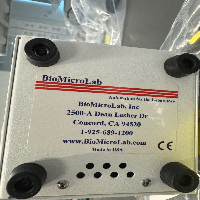 BioMicroLab
Automation for the Laboratory
BioMicroLab, Inc
2500-A Dean Lesher Dr
Concord, CA 94520
1-925-689-1200
www.BioMicroLab.com
Made in USA